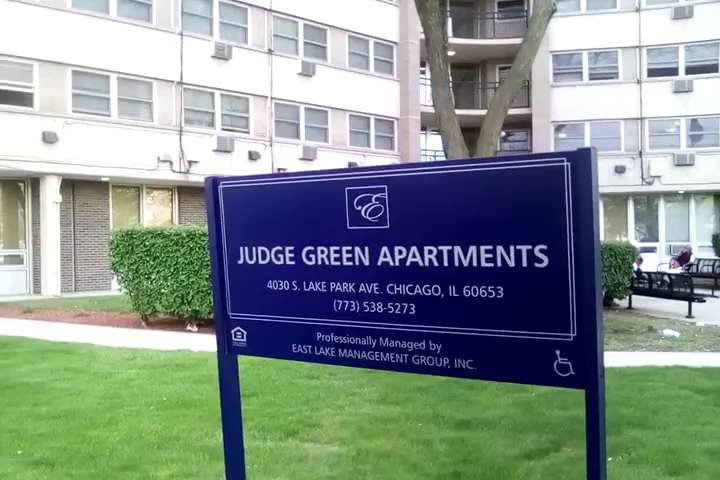 JUDGE GREEN APARTMENTS
4030 S. LAKE PARK AVE. CHICAGO, IL 60653
(773) 538-5273
Professionally Managed by
EAST LAKE MANAGEMENT GROUP, INC.